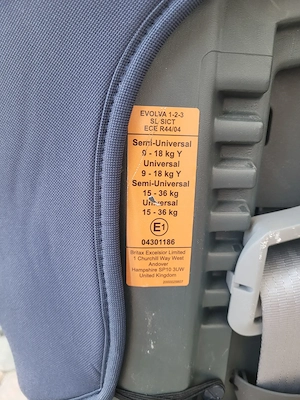 EVOLVA 1-2-3
SL SICT
ECE R44/04
Semi-Universal
9 - 18 kg Y
Universal
9 - 18 kg Y
Semi-Universal
15 - 36 kg
Universal
15 - 36 kg
E1
04301186
Britax Excelsior Limited
1 Churchill Way West
Andover
Hampshire SP10 3UW
United Kingdom